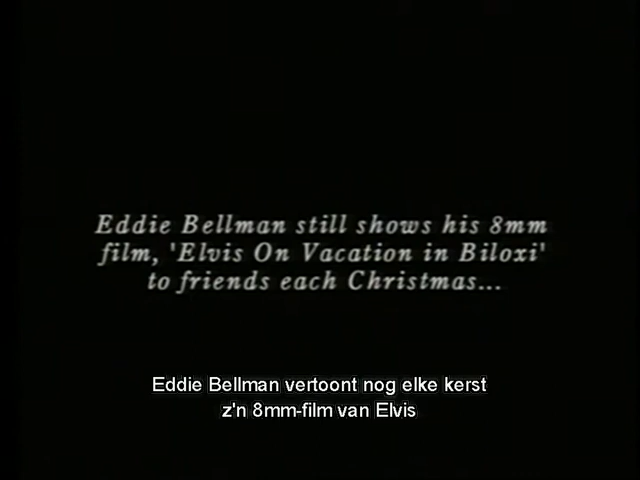 Eddie Bellman still shows his 8mm
film, 'Elvis On Vacation in Biloxi'
to friends each Christmas...
Eddie Bellman vertoont nog elke kerst
z'n 8mm-film van Elvis